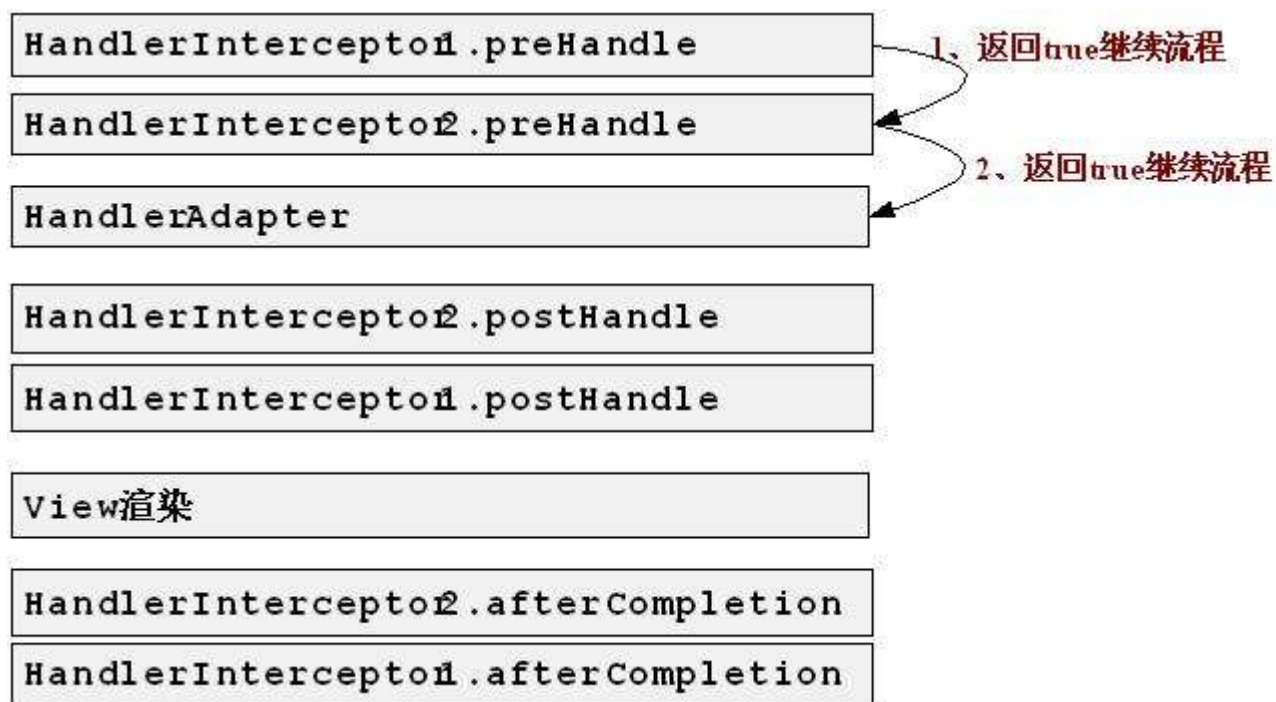 HandlerInterceptor1.preHandle
1、返回true继续流程
HandlerInterceptor2.preHandle
2、返回true继续流程
HandlerAdapter
HandlerInterceptor2.postHandle
HandlerInterceptor1.postHandle
View渲染
HandlerInterceptor2.afterCompletion
HandlerInterceptor1.afterCompletion